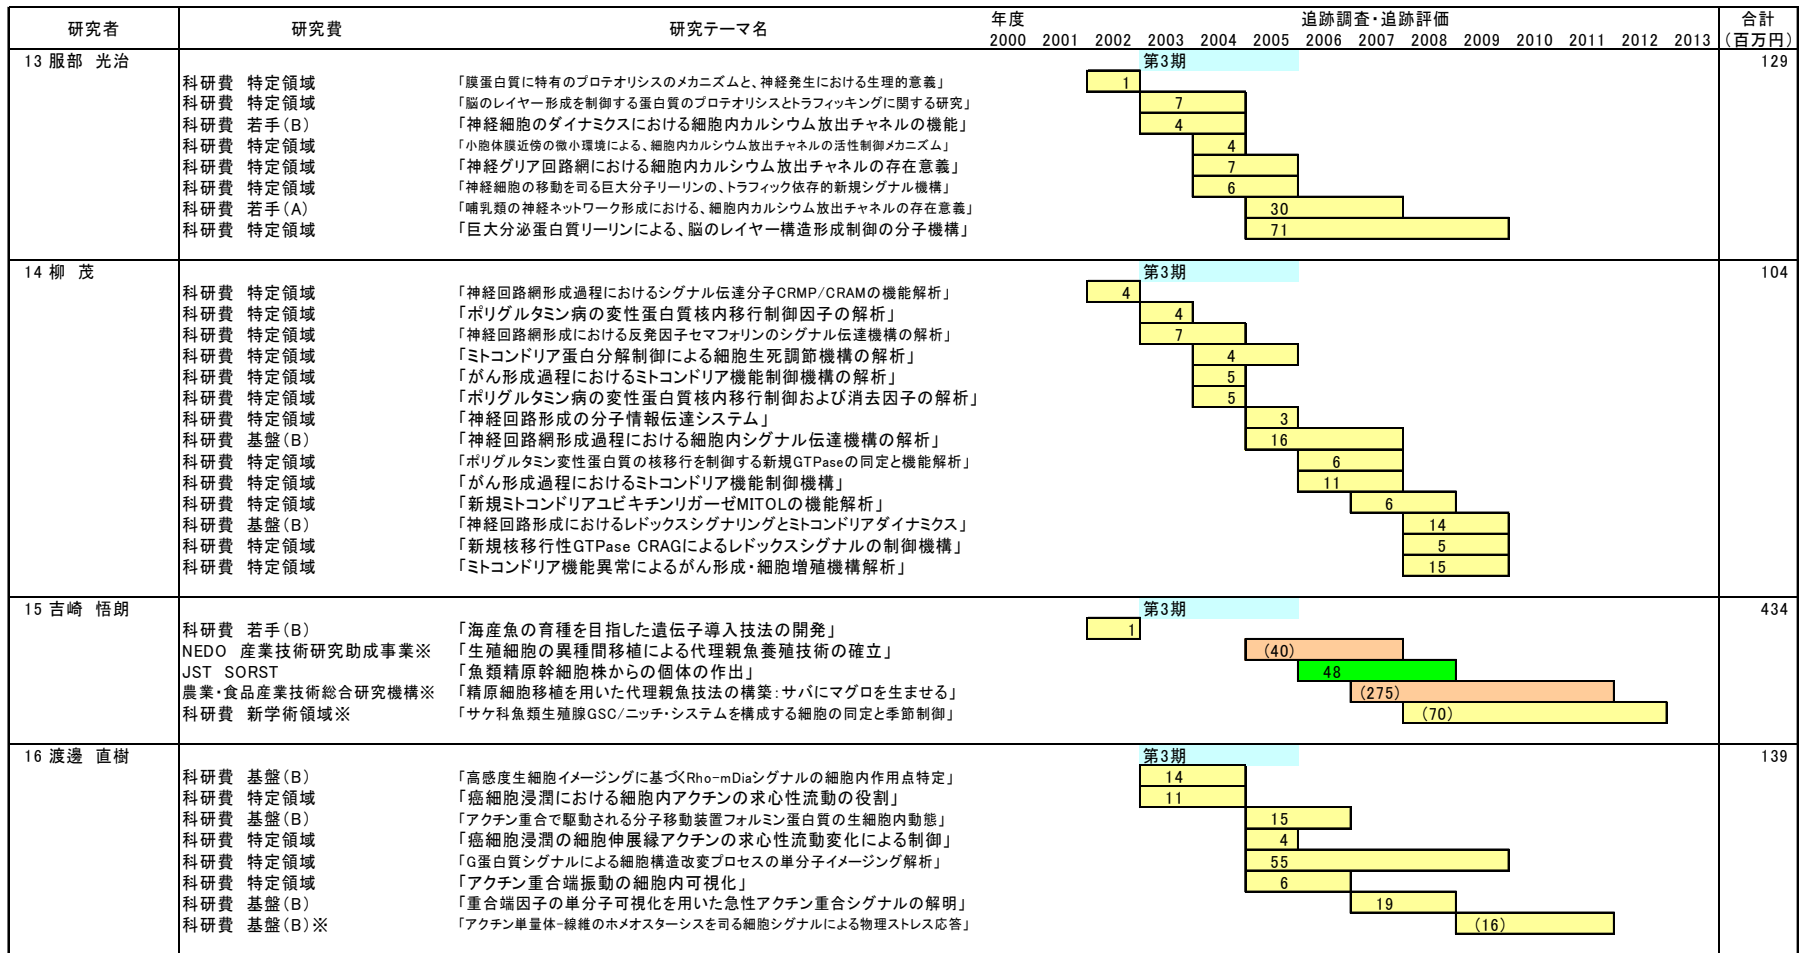 研究者 研究費 研究テーマ名 年度 追跡調査・追跡評価 合計
2000 2001 2002 2003 2004 2005 2006 2007 2008 2009 2010 2011 2012 2013 (百万円)
13 服部 光治 第3期 129
科研費 特定領域 「膜蛋白質に特有のプロテオリシスのメカニズムと、神経発生における生理的意義」 1
科研費 特定領域 「脳のレイヤー形成を制御する蛋白質のプロテオリシスとトラフィッキングに関する研究」 7
科研費 若手(B) 「神経細胞のダイナミクスにおける細胞内カルシウム放出チャネルの機能」 4
科研費 特定領域 「小胞体膜近傍の微小環境による、細胞内カルシウム放出チャネルの活性制御メカニズム」 4
科研費 特定領域 「神経グリア回路網における細胞内カルシウム放出チャネルの存在意義」 7
科研費 特定領域 「神経細胞の移動を司る巨大分子リーリンの、トラフィック依存的新規シグナル機構」 6
科研費 若手(A) 「哺乳類の神経ネットワーク形成における、細胞内カルシウム放出チャネルの存在意義」 30
科研費 特定領域 「巨大分泌蛋白質リーリンによる、脳のレイヤー構造形成制御の分子機構」 71
14 柳 茂 第3期 104
科研費 特定領域 「神経回路網形成過程におけるシグナル伝達分子CRMP/CRAMの機能解析」 4
科研費 特定領域 「ポリグルタミン病の変性蛋白質核内移行制御因子の解析」 4
科研費 特定領域 「神経回路網形成における反発因子セマフォリンのシグナル伝達機構の解析」 7
科研費 特定領域 「ミトコンドリア蛋白分解制御による細胞生死調節機構の解析」 4
科研費 特定領域 「がん形成過程におけるミトコンドリア機能制御機構の解析」 5
科研費 特定領域 「ポリグルタミン病の変性蛋白質核内移行制御および消去因子の解析」 5
科研費 特定領域 「神経回路形成の分子情報伝達システム」 3
科研費 基盤(B) 「神経回路網形成過程における細胞内シグナル伝達機構の解析」 16
科研費 特定領域 「ポリグルタミン変性蛋白質の核移行を制御する新規GTPaseの同定と機能解析」 6
科研費 特定領域 「がん形成過程におけるミトコンドリア機能制御機構」 11
科研費 特定領域 「新規ミトコンドリアユビキチンリガーゼMITOLの機能解析」 6
科研費 基盤(B) 「神経回路形成におけるレドックスシグナリングとミトコンドリアダイナミクス」 14
科研費 特定領域 「新規核移行性GTPase CRAGによるレドックスシグナルの制御機構」 5
科研費 特定領域 「ミトコンドリア機能異常によるがん形成・細胞増殖機構解析」 15
15 吉崎 悟朗 第3期 434
科研費 若手(B) 「海産魚の育種を目指した遺伝子導入技法の開発」 1
NEDO 産業技術研究助成事業※ 「生殖細胞の異種間移植による代理親魚養殖技術の確立」 (40)
JST SORST 「魚類精原幹細胞株からの個体の作出」 48
農業・食品産業技術総合研究機構※ 「精原細胞移植を用いた代理親魚技法の構築:サバにマグロを生ませる」 (275)
科研費 新学術領域※ 「サケ科魚類生殖腺GSC/ニッチ・システムを構成する細胞の同定と季節制御」 (70)
16 渡邊 直樹 第3期 139
科研費 基盤(B) 「高感度生細胞イメージングに基づくRho-mDiaシグナルの細胞内作用点特定」 14
科研費 特定領域 「癌細胞浸潤における細胞内アクチンの求心性流動の役割」 11
科研費 基盤(B) 「アクチン重合で駆動される分子移動装置フォルミン蛋白質の生細胞内動態」 15
科研費 特定領域 「癌細胞浸潤の細胞伸展縁アクチンの求心性流動変化による制御」 4
科研費 特定領域 「G蛋白質シグナルによる細胞構造改変プロセスの単分子イメージング解析」 55
科研費 特定領域 「アクチン重合端振動の細胞内可視化」 6
科研費 基盤(B) 「重合端因子の単分子可視化を用いた急性アクチン重合シグナルの解明」 19
科研費 基盤(B)※ 「アクチン単量体-線維のホメオスターシスを司る細胞シグナルによる物理ストレス応答」 (16)